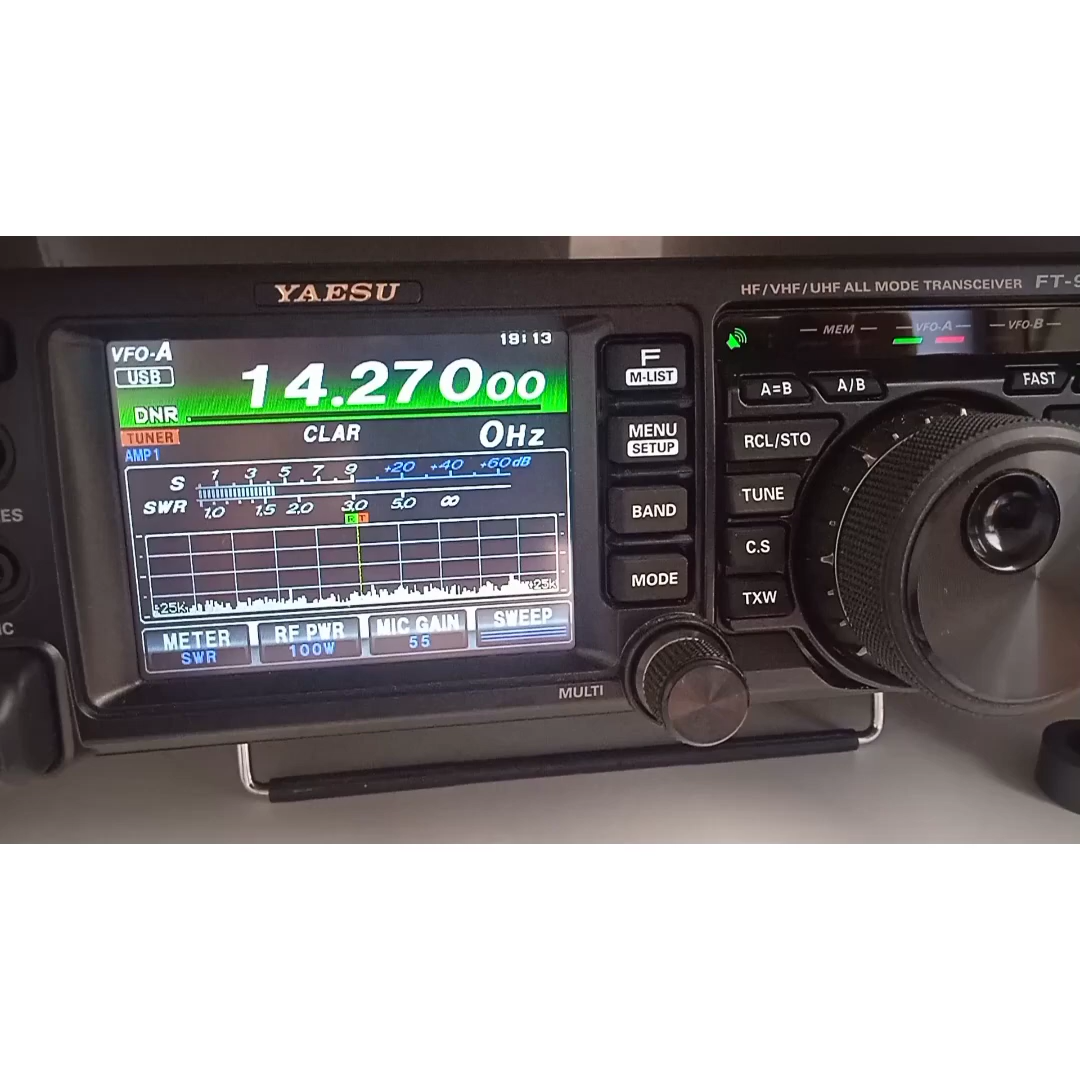 YAESU
HF/VHF/UHF ALL MODE TRANSCEIVER FT-9
VFO-A
19:13
USB
14.270 00
DNR
TUNER
CLAR
0Hz
AMP1
S 1 3 5 7 9 +20 +40 +60dB
SWR 1.0 1.5 2.0 3.0 5.0 ∞
R T
-25K
+25K
METER
SWR
RF PWR
100W
MIC GAIN
55
SWEEP
F
M-LIST
MENU
SETUP
BAND
MODE
MULTI
MEM
VFO-A
VFO-B
A=B
A/B
FAST
RCL/STO
TUNE
C.S
TXW
ES
IC